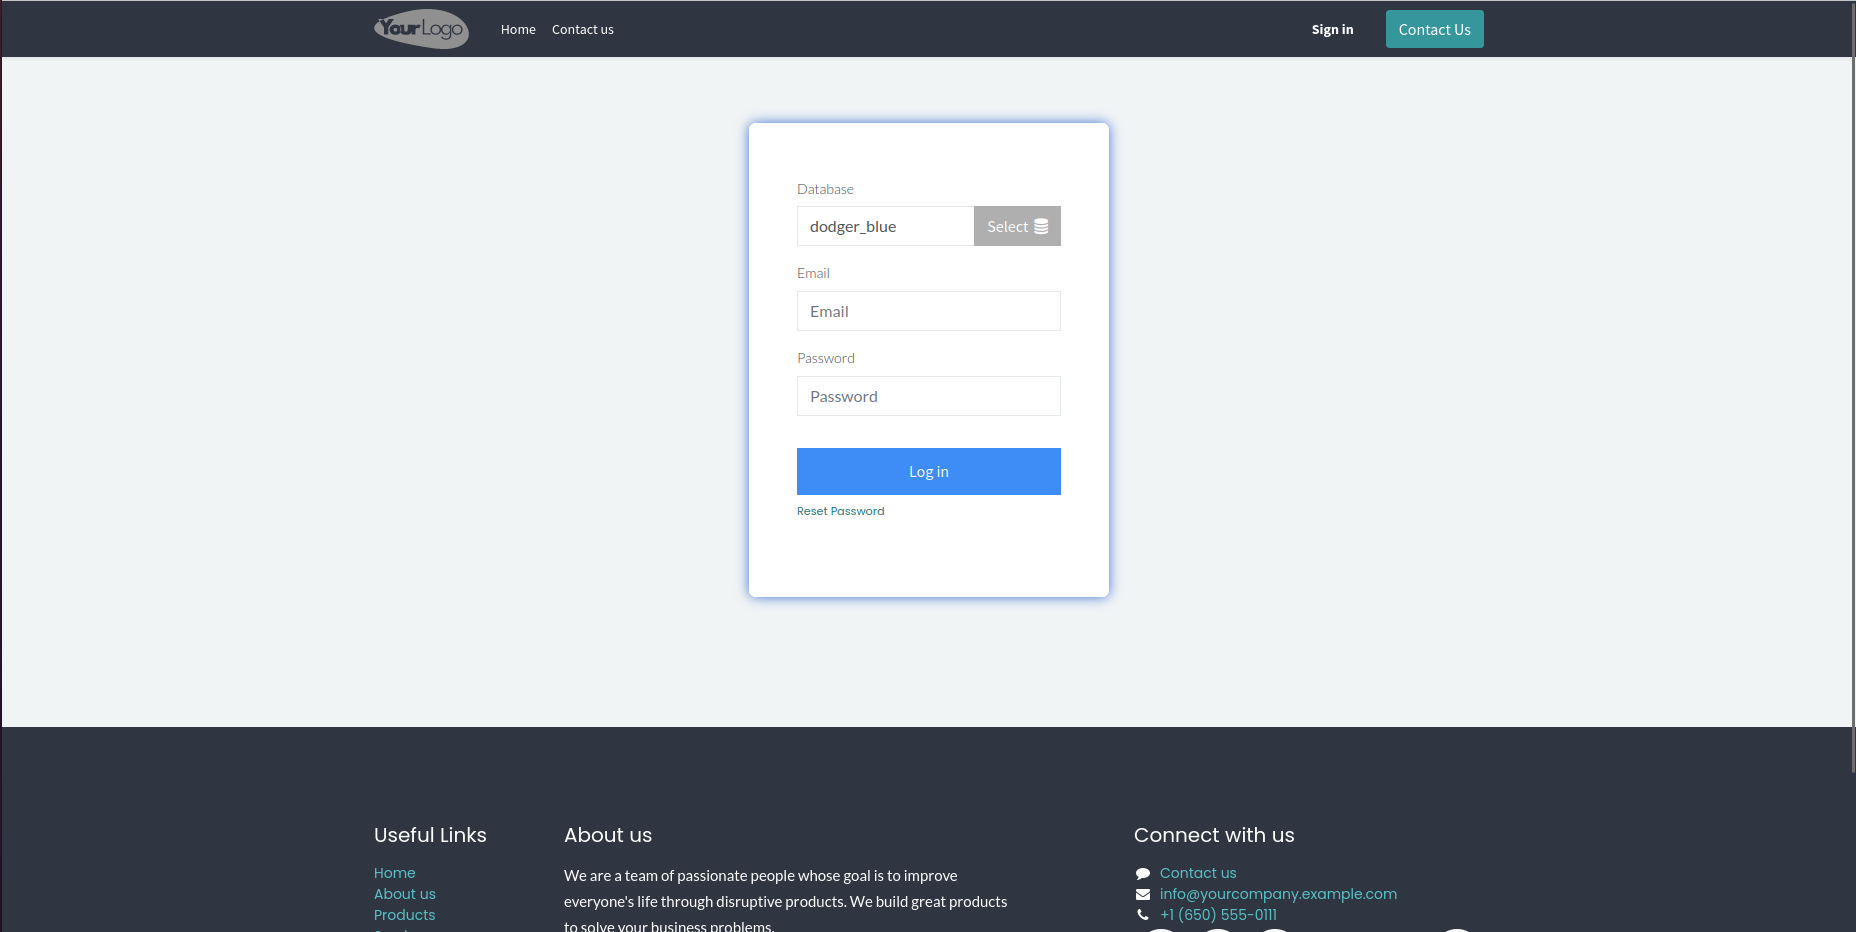 YourLogo Home Contact us Sign in Contact Us
Database
dodger_blue Select
Email
Email
Password
Password
Log in
Reset Password
Useful Links
Home
About us
Products
About us
We are a team of passionate people whose goal is to improve
everyone's life through disruptive products. We build great products
to solve your business problems.
Connect with us
Contact us
info@yourcompany.example.com
+1 (650) 555-0111